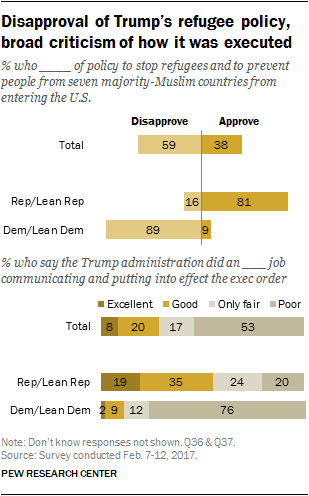 Disapproval of Trump's refugee policy,
broad criticism of how it was executed
% who ____ of policy to stop refugees and to prevent
people from seven majority-Muslim countries from
entering the U.S.
Disapprove Approve
Total 59 38
Rep/Lean Rep 16 81
Dem/Lean Dem 89 9
% who say the Trump administration did an ___ job
communicating and putting into effect the exec order
Excellent Good Only fair Poor
Total 8 20 17 53
Rep/Lean Rep 19 35 24 20
Dem/Lean Dem 2 9 12 76
Note: Don't know responses not shown. Q36 & Q37.
Source: Survey conducted Feb. 7-12, 2017.
PEW RESEARCH CENTER